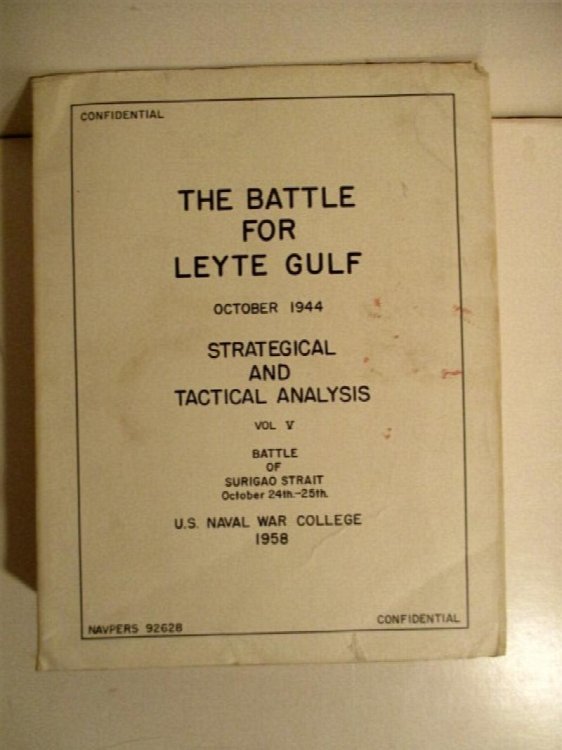 CONFIDENTIAL
THE BATTLE
FOR
LEYTE GULF
OCTOBER 1944
STRATEGICAL
AND
TACTICAL ANALYSIS
VOL V
BATTLE
OF
SURIGAO STRAIT
October 24th.-25th.
U.S. NAVAL WAR COLLEGE
1958
NAVPERS 92628
CONFIDENTIAL